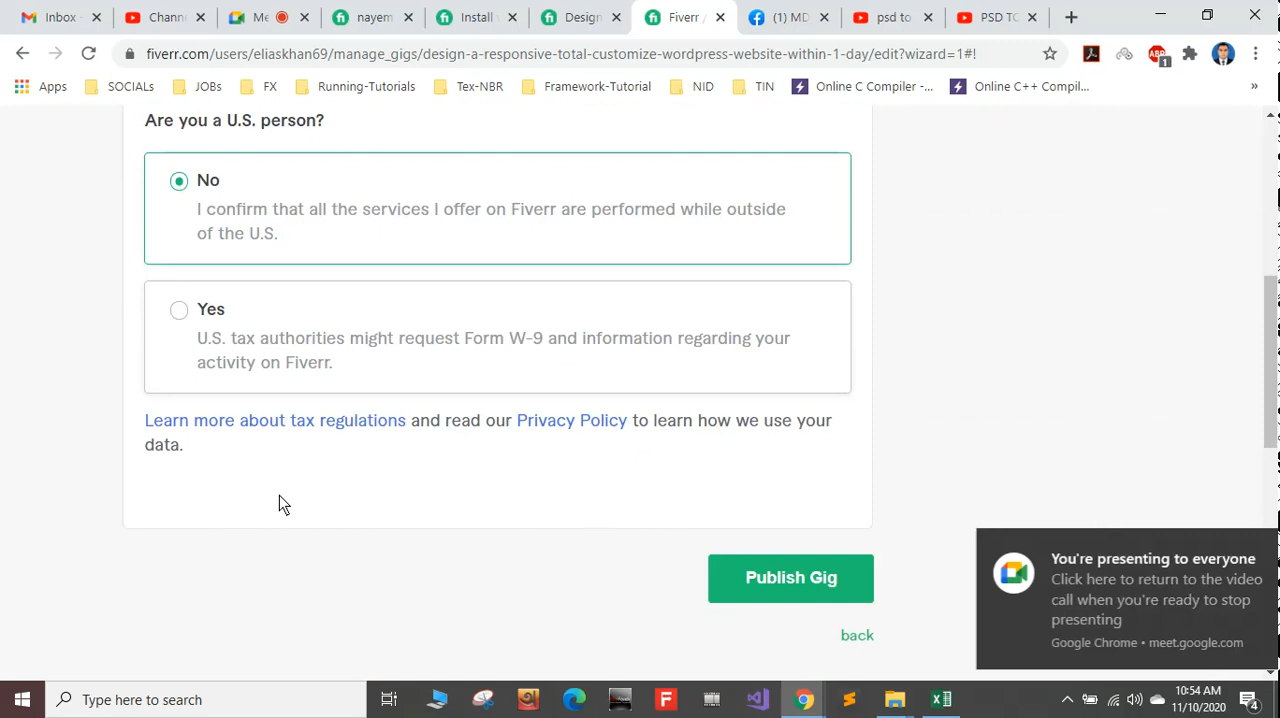 Inbox -
Chann
Me
nayem
Install
Design
Fiverr /
(1) MD
psd to
PSD TC
fiverr.com/users/eliaskhan69/manage_gigs/design-a-responsive-total-customize-wordpress-website-within-1-day/edit?wizard=1#!
ABP
1
Apps
SOCIALs
JOBs
FX
Running-Tutorials
Tex-NBR
Framework-Tutorial
NID
TIN
Online C Compiler -...
Online C++ Compil...
»
Are you a U.S. person?
No
I confirm that all the services I offer on Fiverr are performed while outside
of the U.S.
Yes
U.S. tax authorities might request Form W-9 and information regarding your
activity on Fiverr.
Learn more about tax regulations and read our Privacy Policy to learn how we use your
data.
Publish Gig
back
You're presenting to everyone
Click here to return to the video
call when you're ready to stop
presenting
Google Chrome • meet.google.com
Type here to search
10:54 AM
11/10/2020
4